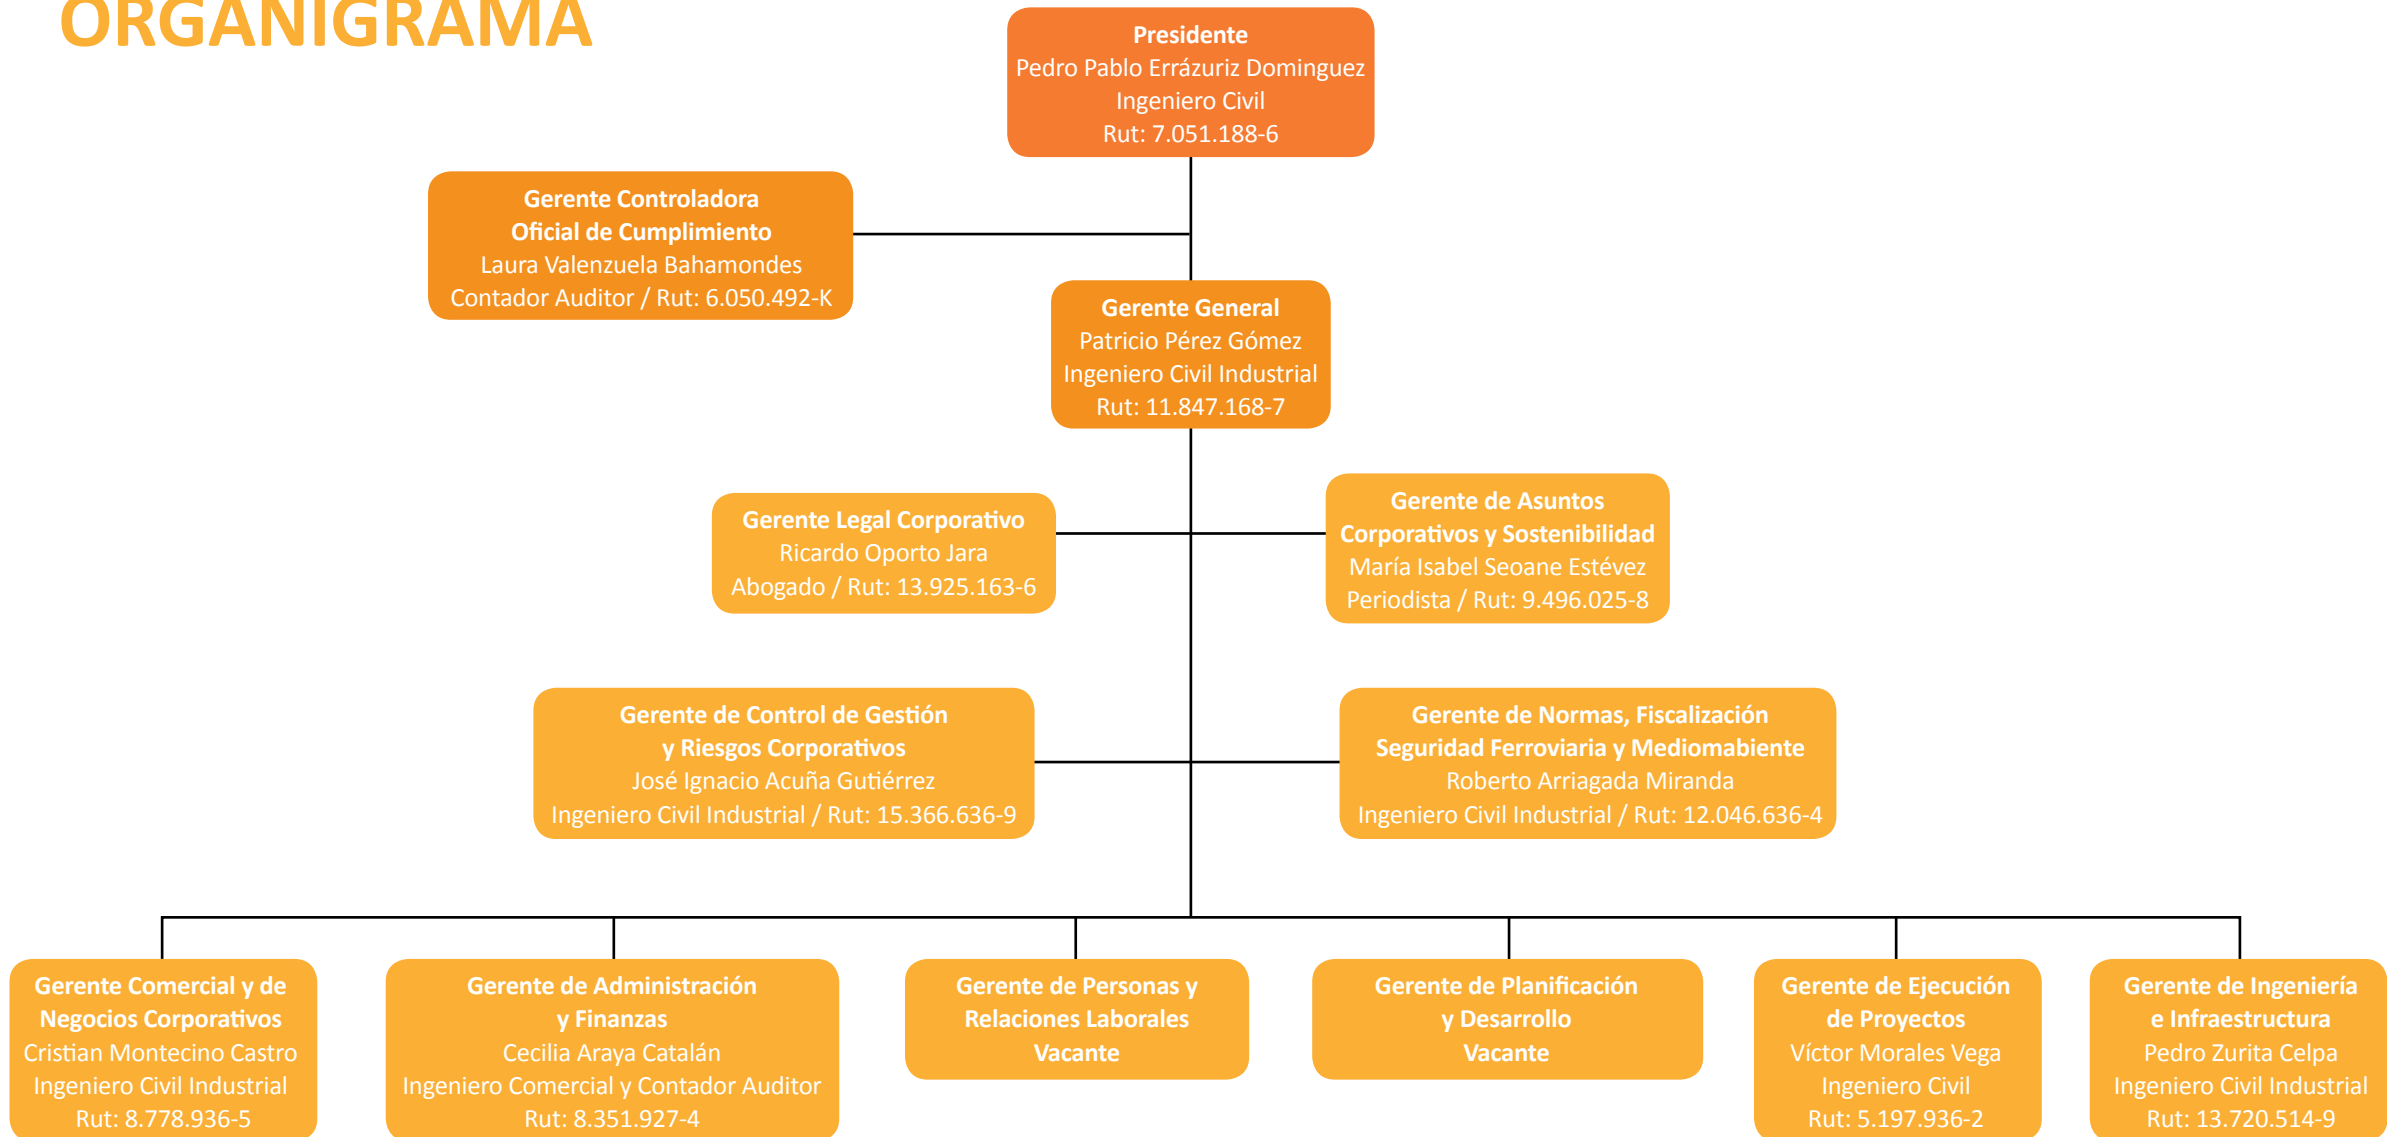 ORGANIGRAMA
Presidente
Pedro Pablo Errázuriz Dominguez
Ingeniero Civil
Rut: 7.051.188-6
Gerente Controladora
Oficial de Cumplimiento
Laura Valenzuela Bahamondes
Contador Auditor / Rut: 6.050.492-K
Gerente General
Patricio Pérez Gómez
Ingeniero Civil Industrial
Rut: 11.847.168-7
Gerente Legal Corporativo
Ricardo Oporto Jara
Abogado / Rut: 13.925.163-6
Gerente de Asuntos
Corporativos y Sostenibilidad
María Isabel Seoane Estévez
Periodista / Rut: 9.496.025-8
Gerente de Control de Gestión
y Riesgos Corporativos
José Ignacio Acuña Gutiérrez
Ingeniero Civil Industrial / Rut: 15.366.636-9
Gerente de Normas, Fiscalización
Seguridad Ferroviaria y Mediomabiente
Roberto Arriagada Miranda
Ingeniero Civil Industrial / Rut: 12.046.636-4
Gerente Comercial y de
Negocios Corporativos
Cristian Montecino Castro
Ingeniero Civil Industrial
Rut: 8.778.936-5
Gerente de Administración
y Finanzas
Cecilia Araya Catalán
Ingeniero Comercial y Contador Auditor
Rut: 8.351.927-4
Gerente de Personas y
Relaciones Laborales
Vacante
Gerente de Planificación
y Desarrollo
Vacante
Gerente de Ejecución
de Proyectos
Víctor Morales Vega
Ingeniero Civil
Rut: 5.197.936-2
Gerente de Ingeniería
e Infraestructura
Pedro Zurita Celpa
Ingeniero Civil Industrial
Rut: 13.720.514-9